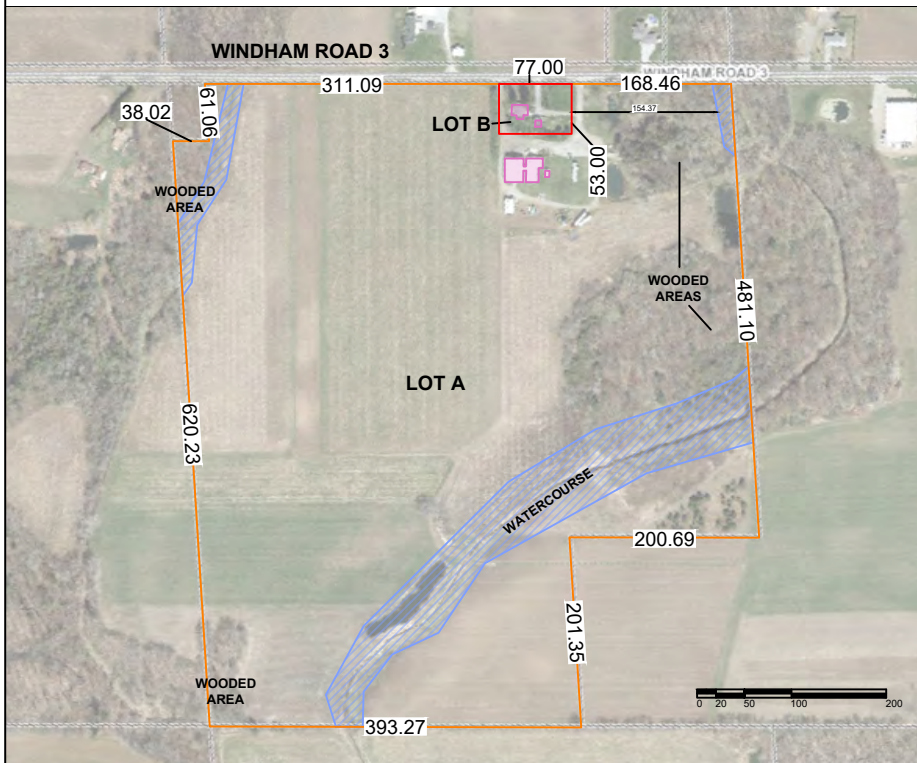 WINDHAM ROAD 3
77.00
WINDHAM ROAD 3
311.09
168.46
61.06
38.02
154.37
LOT B
53.00
WOODED
AREA
WOODED
AREAS
481.10
LOT A
620.23
WATERCOURSE
200.69
201.35
WOODED
AREA
0 20 50 100 200
393.27